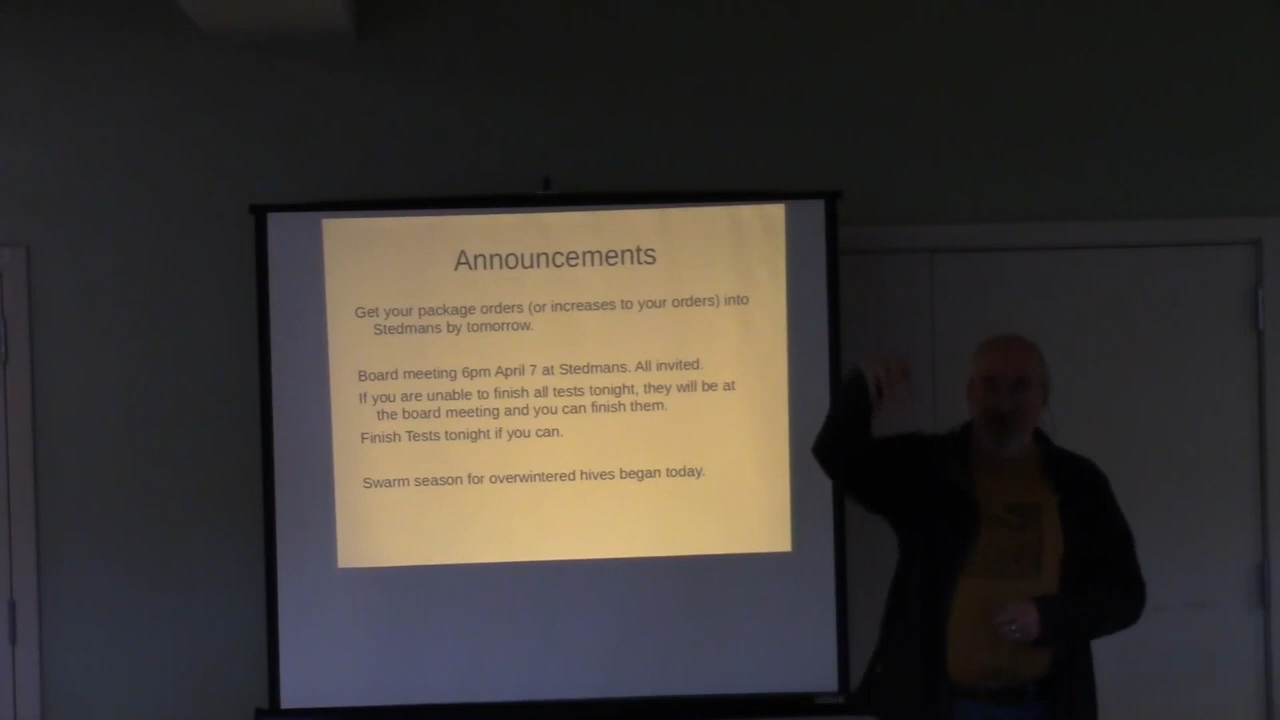 Announcements
Get your package orders (or increases to your orders) into
Stedmans by tomorrow.
Board meeting 6pm April 7 at Stedmans. All invited.
If you are unable to finish all tests tonight, they will be at
the board meeting and you can finish them.
Finish Tests tonight if you can.
Swarm season for overwintered hives began today.